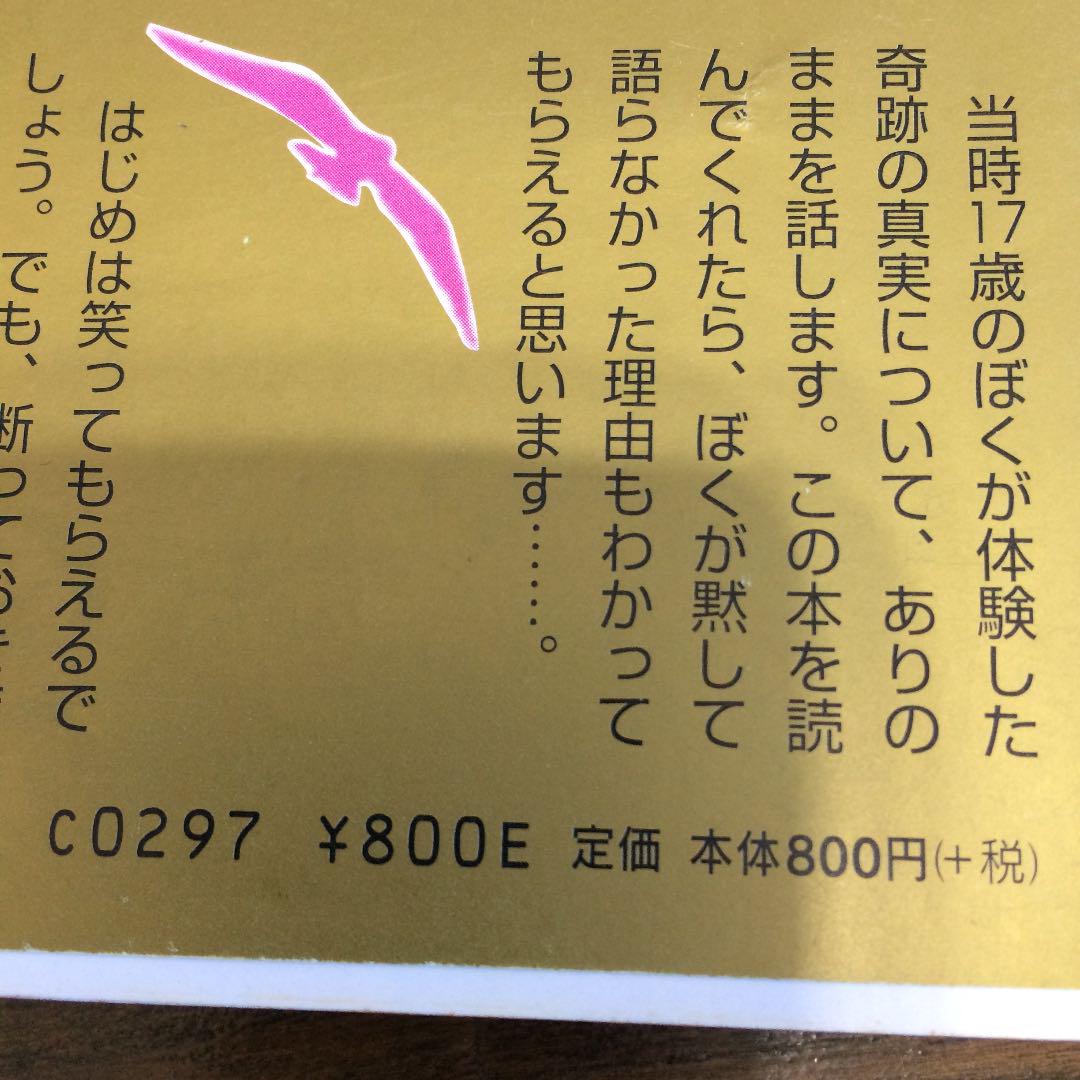 当時17歳のぼくが体験した
奇跡の真実について、ありの
ままを話します。この本を読
んでくれたら、ぼくが黙して
語らなかった理由もわかって
もらえると思います……。
はじめは笑ってもらえるで
しょう。でも、断っておき
C0297 ¥800E 定価 本体800円(+税)